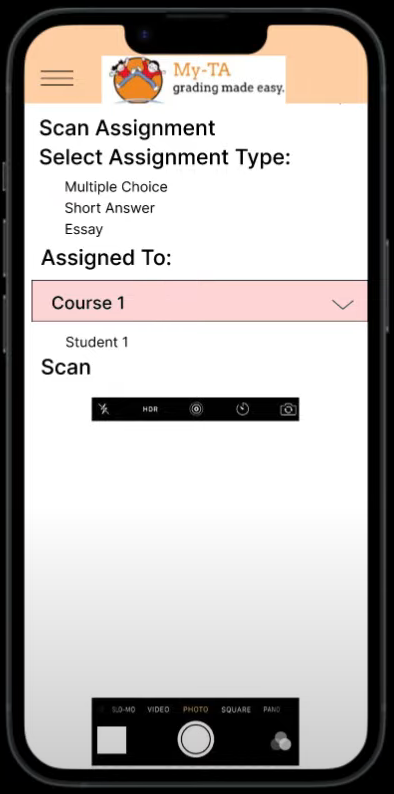 My-TA
grading made easy.
Scan Assignment
Select Assignment Type:
Multiple Choice
Short Answer
Essay
Assigned To:
Course 1
Student 1
Scan
HDR
SLO-MO VIDEO PHOTO SQUARE PANO